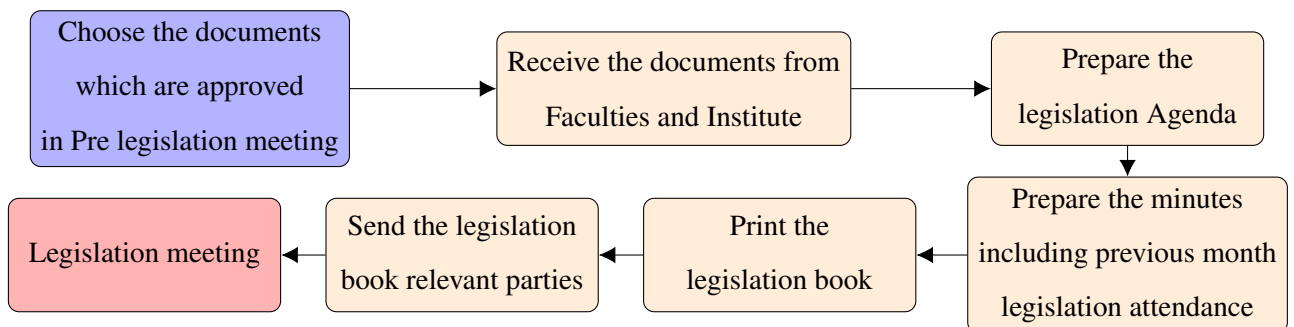 Choose the documents
which are approved
in Pre legislation meeting
Receive the documents from
Faculties and Institute
Prepare the
legislation Agenda
Prepare the minutes
including previous month
legislation attendance
Print the
legislation book
Send the legislation
book relevant parties
Legislation meeting